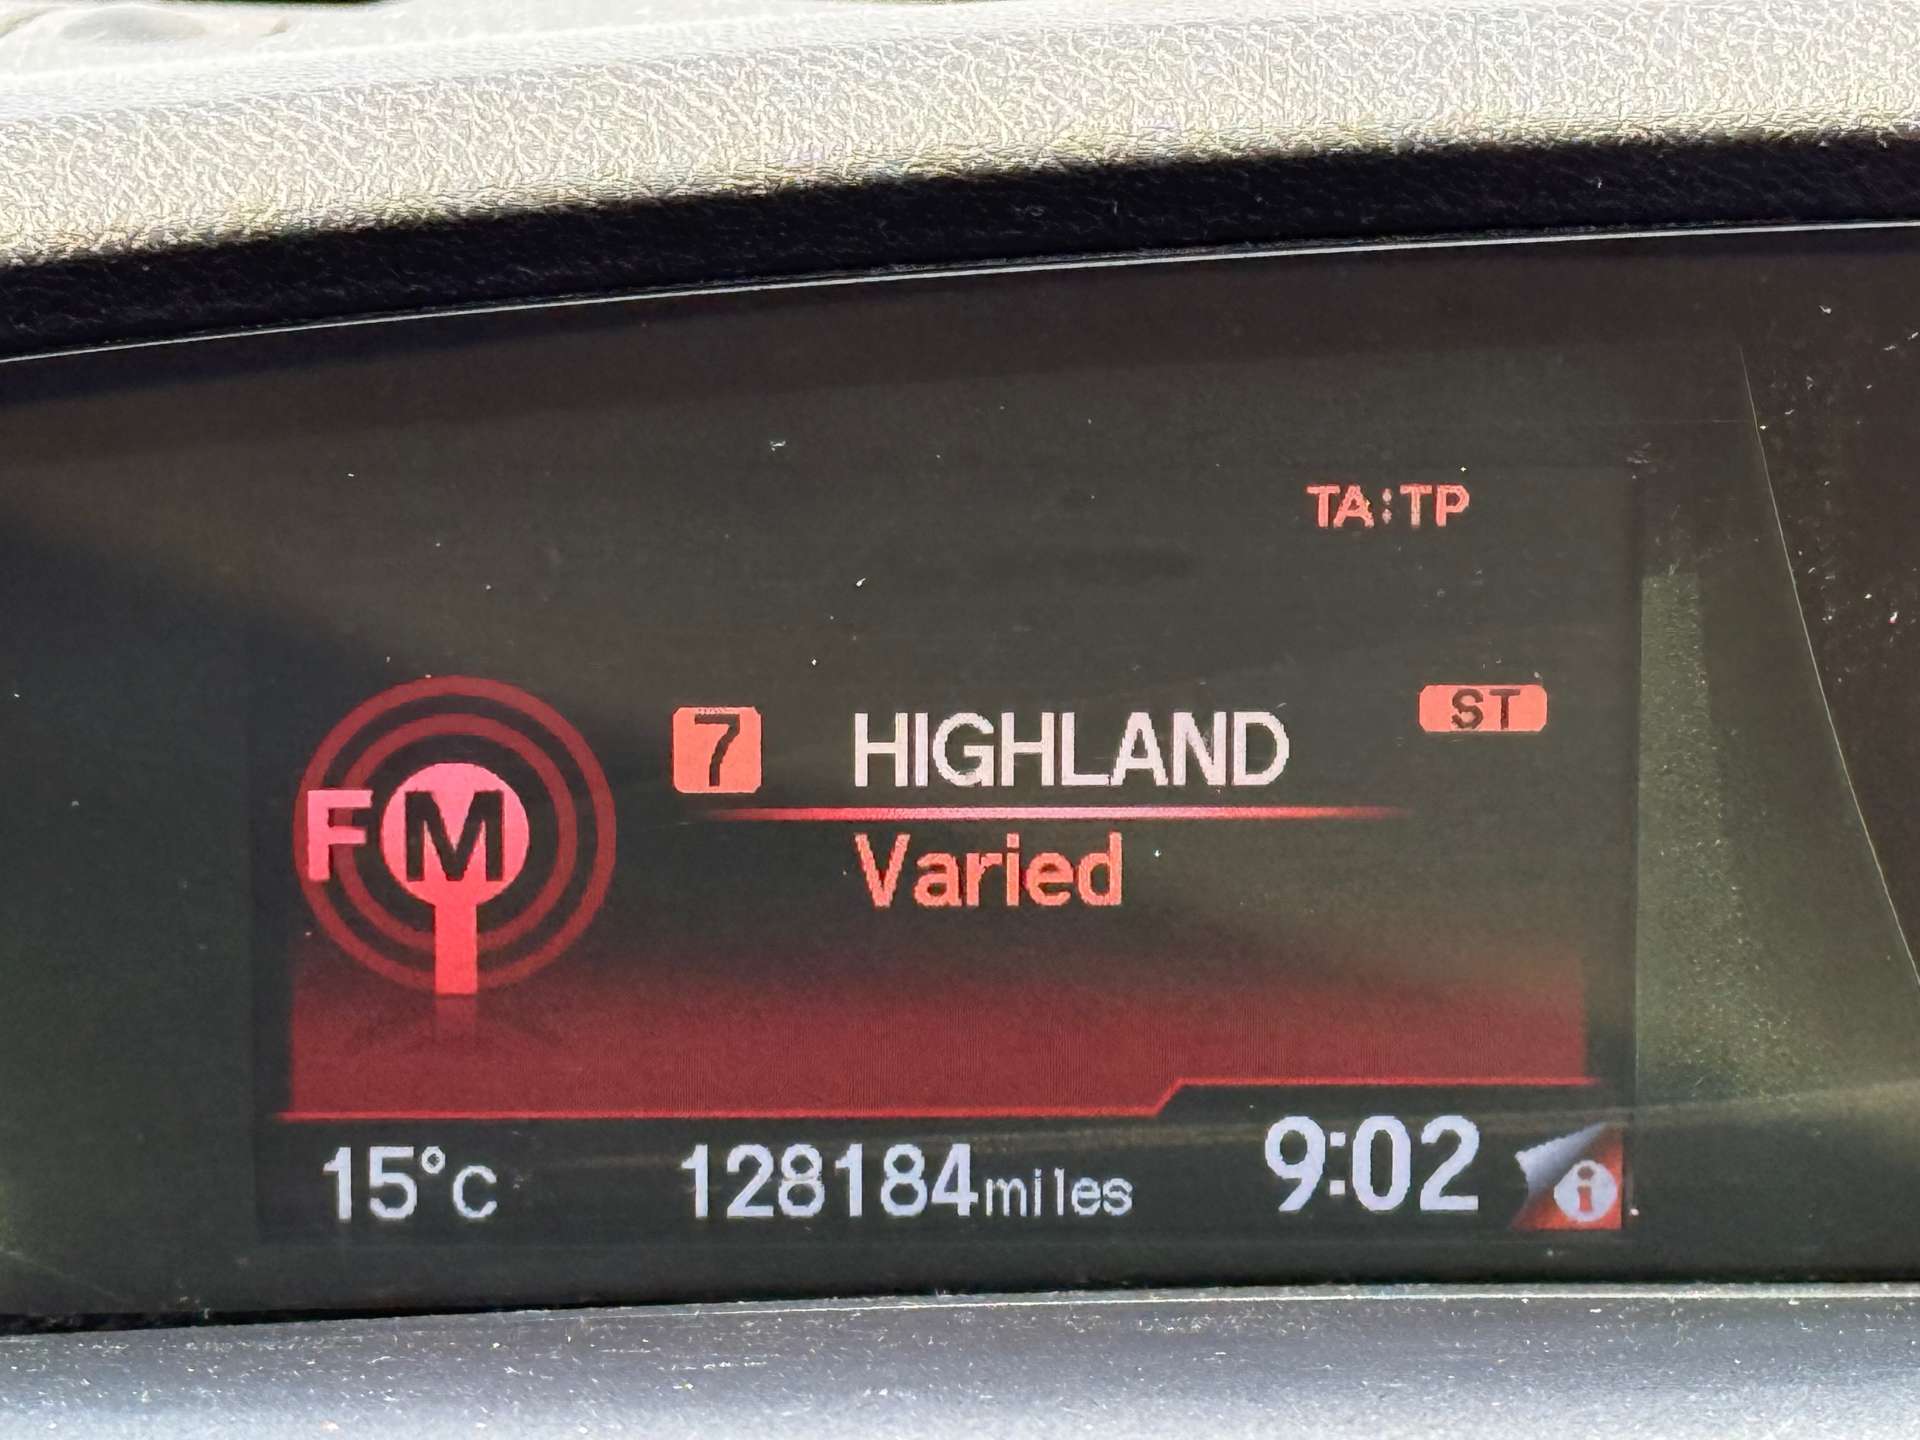 TA:TP
7 HIGHLAND ST
FM
Varied
15°C 128184miles 9:02 i